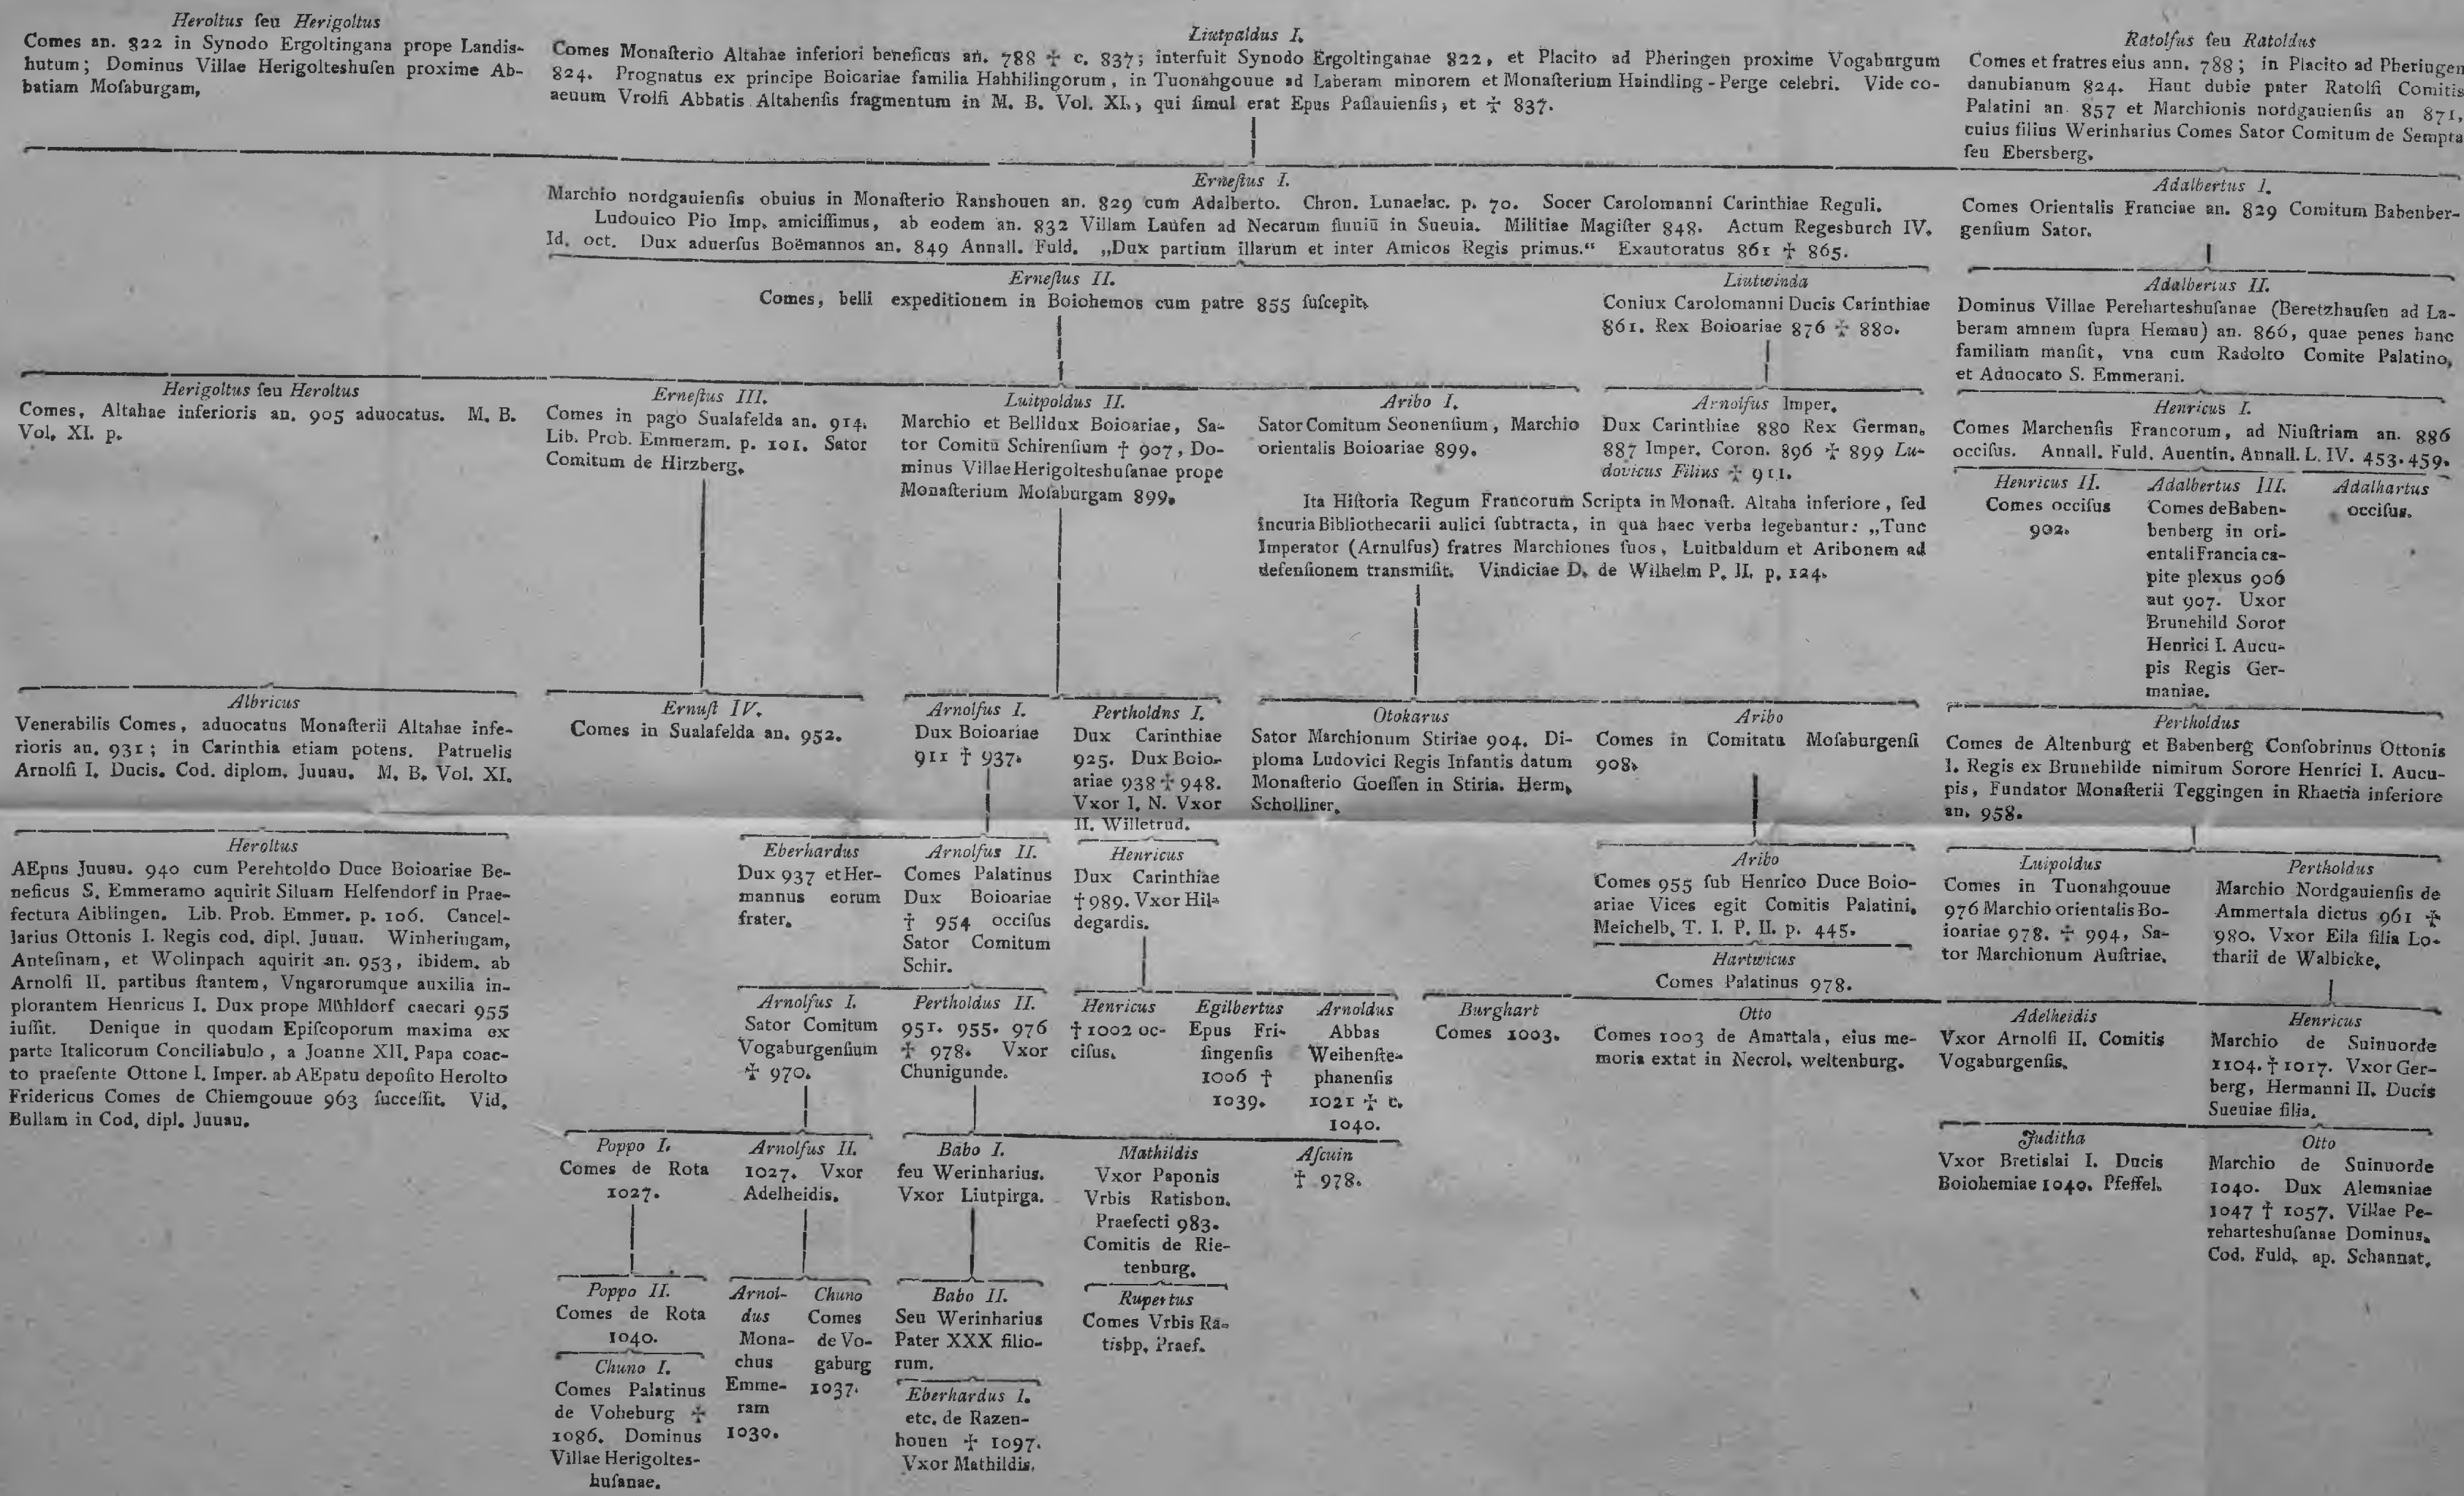 Heroltus ſeu Herigoltus
Comes an. 822 in Synodo Ergoltingana prope Landis-
hutum; Dominus Villae Herigolteshuſen proxime Ab-
batiam Moſaburgam,
Liutpaldus I.
Comes Monaſterio Altahae inferiori beneficus an. 788 ✢ c. 837; interfuit Synodo Ergoltinganae 822, et Placito ad Pheringen proxime Vogaburgum
824. Prognatus ex principe Boicariae familia Hahhilingorum, in Tuonahgouue ad Laberam minorem et Monaſterium Haindling-Perge celebri. Vide co-
aeuum Vrolfi Abbatis Altahenſis fragmentum in M. B. Vol. XI., qui ſimul erat Epus Paſſauienſis, et ✢ 837.
Ratolfus ſeu Ratoldus
Comes et fratres eius ann. 788; in Placito ad Pheringen
danubianum 824. Haut dubie pater Ratolfi Comitis
Palatini an. 857 et Marchionis nordgauienſis an 871,
cuius filius Werinharius Comes Sator Comitum de Sempta
ſeu Ebersberg.
Erneſtus I.
Marchio nordgauienſis obuius in Monaſterio Ranshouen an. 829 cum Adalberto. Chron. Lunaelac. p. 70. Socer Carolomanni Carinthiae Reguli.
Ludouico Pio Imp. amiciſſimus, ab eodem an. 832 Villam Laufen ad Necarum fluuiū in Sueuia. Militiae Magiſter 848. Actum Regesburch IV.
Id. oct. Dux aduerſus Boëmannos an. 849 Annall. Fuld. „Dux partium illarum et inter Amicos Regis primus.“ Exautoratus 861 ✢ 865.
Adalbertus I.
Comes Orientalis Franciae an. 829 Comitum Babenber-
genſium Sator.
Erneſtus II.
Comes, belli expeditionem in Boiohemos cum patre 855 ſuſcepit.
Liutwinda
Coniux Carolomanni Ducis Carinthiae
861. Rex Boioariae 876 ✢ 880.
Adalbertus II.
Dominus Villae Pereharteshuſanae (Beretzhauſen ad La-
beram amnem ſupra Hemau) an. 866, quae penes hanc
familiam manſit, vna cum Radolto Comite Palatino,
et Aduocato S. Emmerani.
Herigoltus ſeu Heroltus
Comes, Altahae inferioris an. 905 aduocatus. M. B.
Vol. XI. p.
Erneſtus III.
Comes in pago Sualafelda an. 914.
Lib. Prob. Emmeram. p. 101. Sator
Comitum de Hirzberg.
Luitpoldus II.
Marchio et Bellidux Boioariae, Sa-
tor Comitū Schirenſium † 907, Do-
minus Villae Herigolteshuſanae prope
Monaſterium Moſaburgam 899.
Aribo I.
Sator Comitum Seonenſium, Marchio
orientalis Boioariae 899.
Arnolfus Imper.
Dux Carinthiae 880 Rex German.
887 Imper. Coron. 896 ✢ 899 Lu-
dovicus Filius ✢ 911.
Ita Hiſtoria Regum Francorum Scripta in Monaſt. Altaha inferiore, ſed
incuria Bibliothecarii aulici ſubtracta, in qua haec verba legebantur: „Tunc
Imperator (Arnulfus) fratres Marchiones ſuos, Luitbaldum et Aribonem ad
defenſionem transmiſit. Vindiciae D. de Wilhelm P. II. p. 124.
Henricus I.
Comes Marchenſis Francorum, ad Niuſtriam an. 886
occiſus. Annall. Fuld. Auentin. Annall. L. IV. 453. 459.
Henricus II.
Comes occiſus
902.
Adalbertus III.
Comes de Baben-
benberg in ori-
entali Francia ca-
pite plexus 906
aut 907. Uxor
Brunehild Soror
Henrici I. Aucu-
pis Regis Ger-
maniae.
Adalhartus
occiſus.
Albricus
Venerabilis Comes, aduocatus Monaſterii Altahae infe-
rioris an. 931; in Carinthia etiam potens. Patruelis
Arnolfi I. Ducis. Cod. diplom. Juuau. M. B. Vol. XI.
Ernuſt IV.
Comes in Sualafelda an. 952.
Arnolfus I.
Dux Boioariae
911 † 937.
Pertholdns I.
Dux Carinthiae
925. Dux Boio-
ariae 938 ✢ 948.
Vxor I. N. Vxor
II. Willetrud.
Otokarus
Sator Marchionum Stiriae 904. Di-
ploma Ludovici Regis Infantis datum
Monaſterio Goeſſen in Stiria. Herm.
Scholliner.
Aribo
Comes in Comitatu Moſaburgenſi
908.
Pertholdus
Comes de Altenburg et Babenberg Conſobrinus Ottonis
I. Regis ex Brunehilde nimirum Sorore Henrici I. Aucu-
pis, Fundator Monaſterii Teggingen in Rhaetia inferiore
an. 958.
Heroltus
AEpus Juuau. 940 cum Perehtoldo Duce Boioariae Be-
neficus S. Emmeramo aquirit Siluam Helfendorf in Prae-
fectura Aiblingen. Lib. Prob. Emmer. p. 106. Cancel-
larius Ottonis I. Regis cod. dipl. Juuau. Winheringam,
Anteſinam, et Wolinpach aquirit an. 953, ibidem. ab
Arnolfi II. partibus ſtantem, Vngarorumque auxilia in-
plorantem Henricus I. Dux prope Mühldorf caecari 955
iuſſit. Denique in quodam Epiſcoporum maxima ex
parte Italicorum Conciliabulo, a Joanne XII. Papa coac-
to praeſente Ottone I. Imper. ab AEpatu depoſito Herolto
Fridericus Comes de Chiemgouue 963 ſucceſſit. Vid.
Bullam in Cod. dipl. Juuau.
Eberhardus
Dux 937 et Her-
mannus eorum
frater.
Arnolfus II.
Comes Palatinus
Dux Boioariae
† 954 occiſus
Sator Comitum
Schir.
Henricus
Dux Carinthiae
† 989. Vxor Hil-
degardis.
Aribo
Comes 955 ſub Henrico Duce Boio-
ariae Vices egit Comitis Palatini.
Meichelb. T. I. P. II. p. 445.
Hartwicus
Comes Palatinus 978.
Luipoldus
Comes in Tuonahgouue
976 Marchio orientalis Bo-
ioariae 978. ✢ 994, Sa-
tor Marchionum Auſtriae.
Pertholdus
Marchio Nordgauienſis de
Ammertala dictus 961 ✢
980. Vxor Eila filia Lo-
tharii de Walbicke.
Arnolfus I.
Sator Comitum
Vogaburgenſium
✢ 970.
Pertholdus II.
951. 955. 976
✢ 978. Vxor
Chunigunde.
Henricus
† 1002 oc-
ciſus.
Egilbertus
Epus Fri-
ſingenſis
1006 †
1039.
Arnoldus
Abbas
Weihenſte-
phanenſis
1021 ✢ c.
1040.
Burghart
Comes 1003.
Otto
Comes 1003 de Amartala, eius me-
moria extat in Necrol. weltenburg.
Adelheidis
Vxor Arnolfi II. Comitis
Vogaburgenſis.
Henricus
Marchio de Suinuorde
1104. † 1017. Vxor Ger-
berg, Hermanni II. Ducis
Sueuiae filia.
Poppo I.
Comes de Rota
1027.
Arnolfus II.
1027. Vxor
Adelheidis.
Babo I.
ſeu Werinharius.
Vxor Liutpirga.
Mathildis
Vxor Paponis
Vrbis Ratisbon.
Praefecti 983.
Comitis de Rie-
tenburg.
Aſcuin
† 978.
Juditha
Vxor Bretislai I. Ducis
Boiohemiae 1040. Pfeffel.
Otto
Marchio de Suinuorde
1040. Dux Alemaniae
1047 † 1057. Villae Pe-
reharteshuſanae Dominus.
Cod. Fuld. ap. Schannat.
Poppo II.
Comes de Rota
1040.
Arnol-
dus
Mona-
chus
Emme-
ram
1030.
Chuno
Comes
de Vo-
gaburg
1037.
Babo II.
Seu Werinharius
Pater XXX filio-
rum.
Rupertus
Comes Vrbis Ra-
tisbp. Praef.
Chuno I.
Comes Palatinus
de Voheburg ✢
1086. Dominus
Villae Herigoltes-
huſanae.
Eberhardus I.
etc. de Razen-
houen ✢ 1097.
Vxor Mathildis.